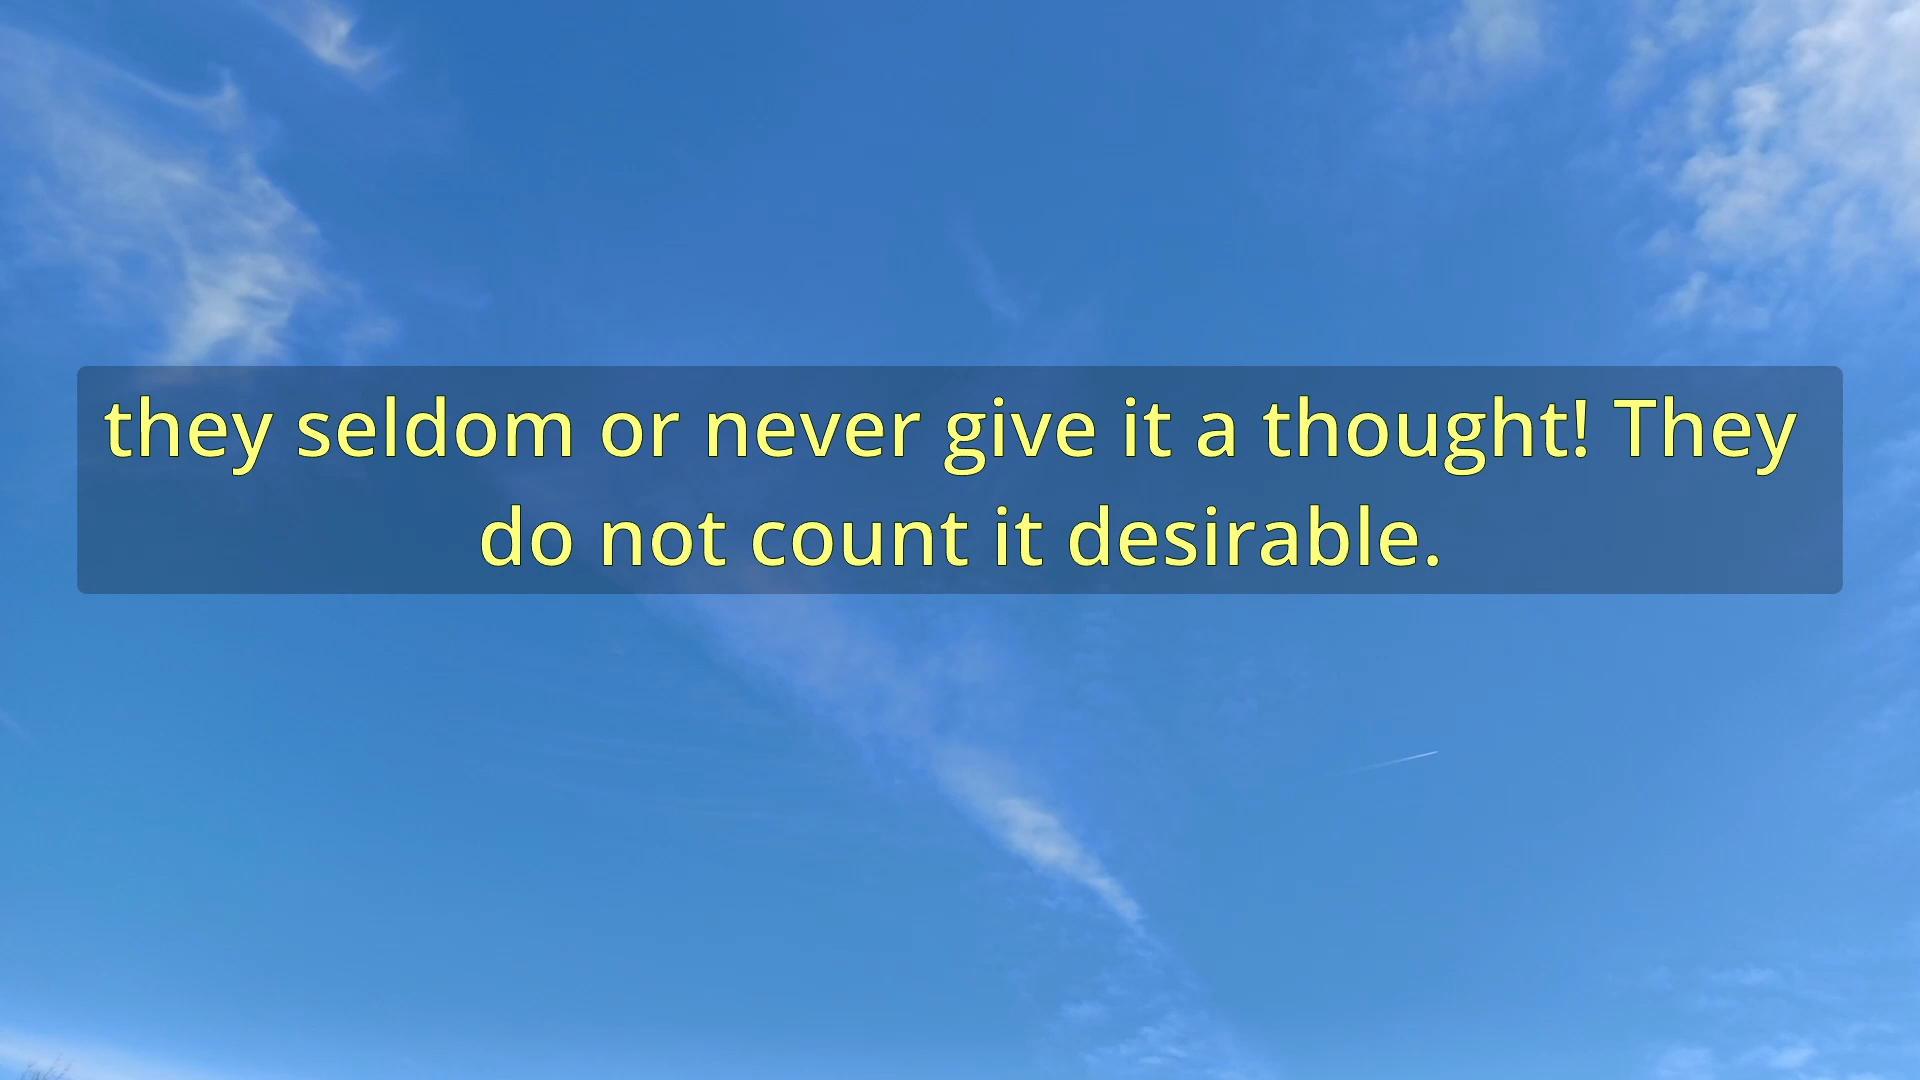 they seldom or never give it a thought! They
do not count it desirable.